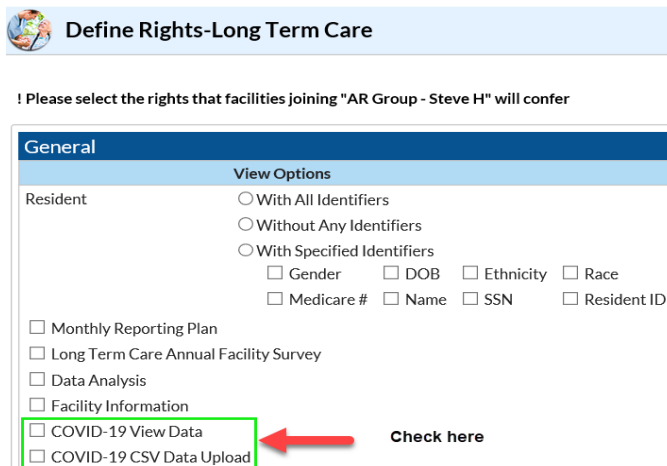 Define Rights-Long Term Care
! Please select the rights that facilities joining "AR Group - Steve H" will confer
General
View Options
Resident
With All Identifiers
Without Any Identifiers
With Specified Identifiers
Gender DOB Ethnicity Race
Medicare # Name SSN Resident ID
Monthly Reporting Plan
Long Term Care Annual Facility Survey
Data Analysis
Facility Information
COVID-19 View Data
Check here
COVID-19 CSV Data Upload